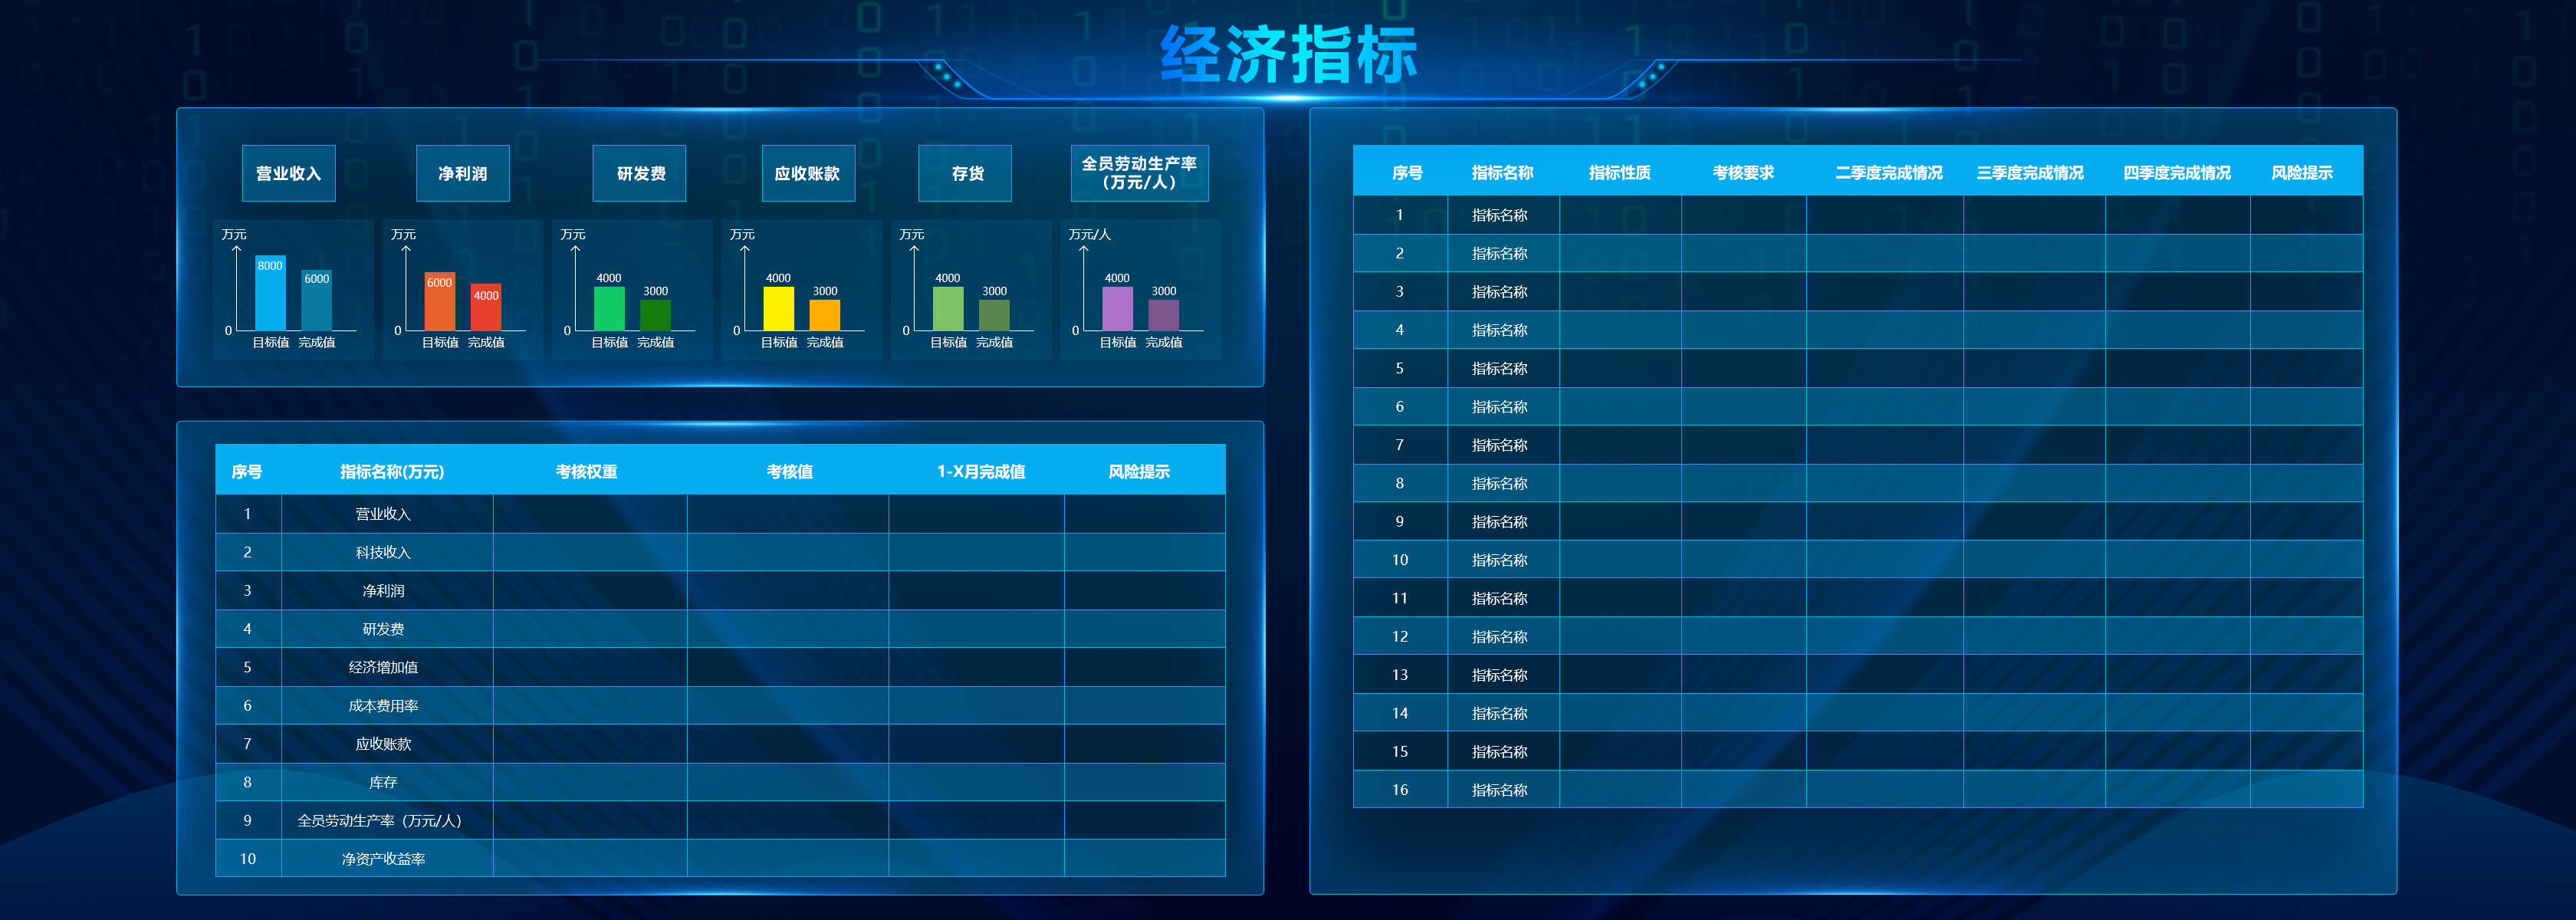 经济指标
营业收入
净利润
研发费
应收账款
存货
全员劳动生产率
（万元/人）
万元
8000
6000
0
目标值 完成值
万元
6000
4000
0
目标值 完成值
万元
4000
3000
0
目标值 完成值
万元
4000
3000
0
目标值 完成值
万元
4000
3000
0
目标值 完成值
万元/人
4000
3000
0
目标值 完成值
序号 指标名称(万元) 考核权重 考核值 1-X月完成值 风险提示
1 营业收入
2 科技收入
3 净利润
4 研发费
5 经济增加值
6 成本费用率
7 应收账款
8 库存
9 全员劳动生产率（万元/人）
10 净资产收益率
序号 指标名称 指标性质 考核要求 二季度完成情况 三季度完成情况 四季度完成情况 风险提示
1 指标名称
2 指标名称
3 指标名称
4 指标名称
5 指标名称
6 指标名称
7 指标名称
8 指标名称
9 指标名称
10 指标名称
11 指标名称
12 指标名称
13 指标名称
14 指标名称
15 指标名称
16 指标名称